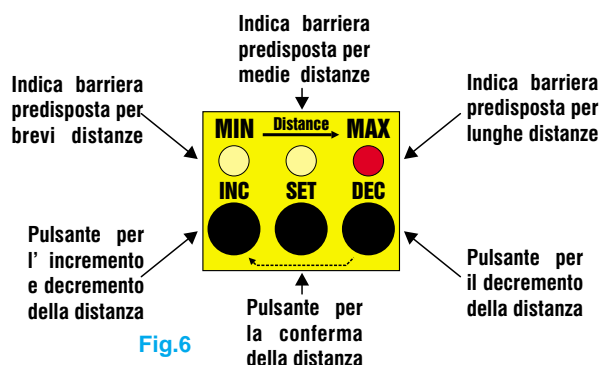 Indica barriera
predisposta per
medie distanze
Indica barriera
predisposta per
brevi distanze
Indica barriera
predisposta per
lunghe distanze
MIN Distance MAX
INC SET DEC
Pulsante per
l' incremento
e decremento
della distanza
Pulsante per
il decremento
della distanza
Pulsante per
la conferma
della distanza
Fig.6